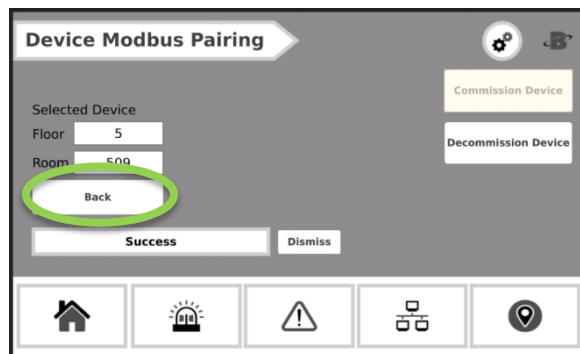 Device Modbus Pairing
B
Commission Device
Selected Device
Floor 5
Decommission Device
Room 509
Back
Success Dismiss